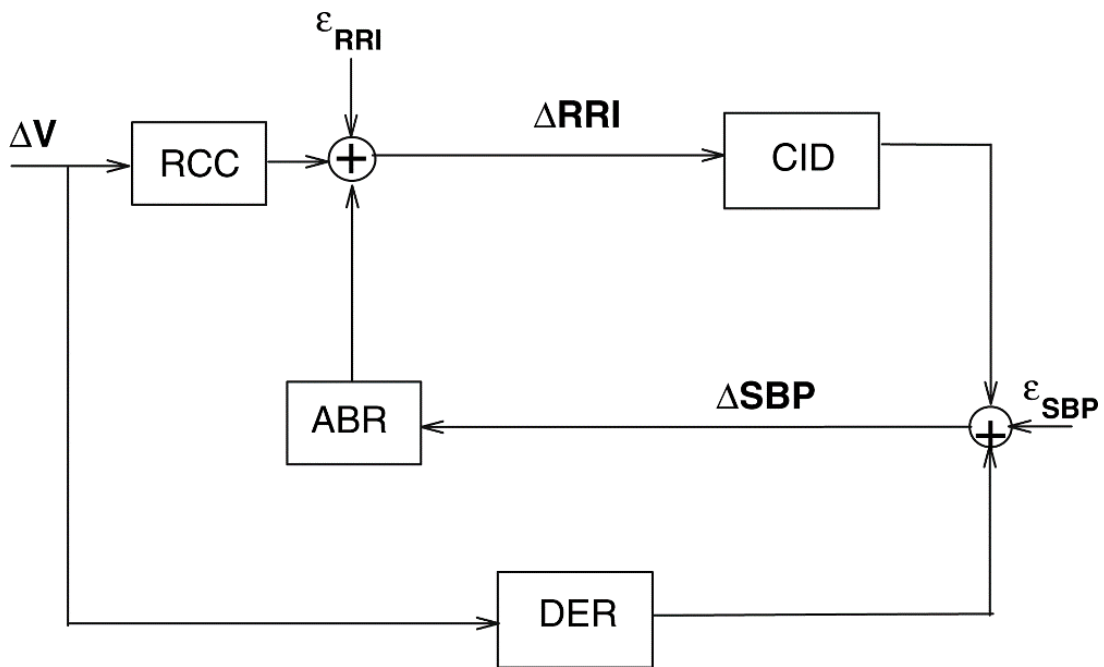 ε_RRI
ΔV
RCC
+
ΔRRI
CID
ABR
ΔSBP
+
ε_SBP
DER